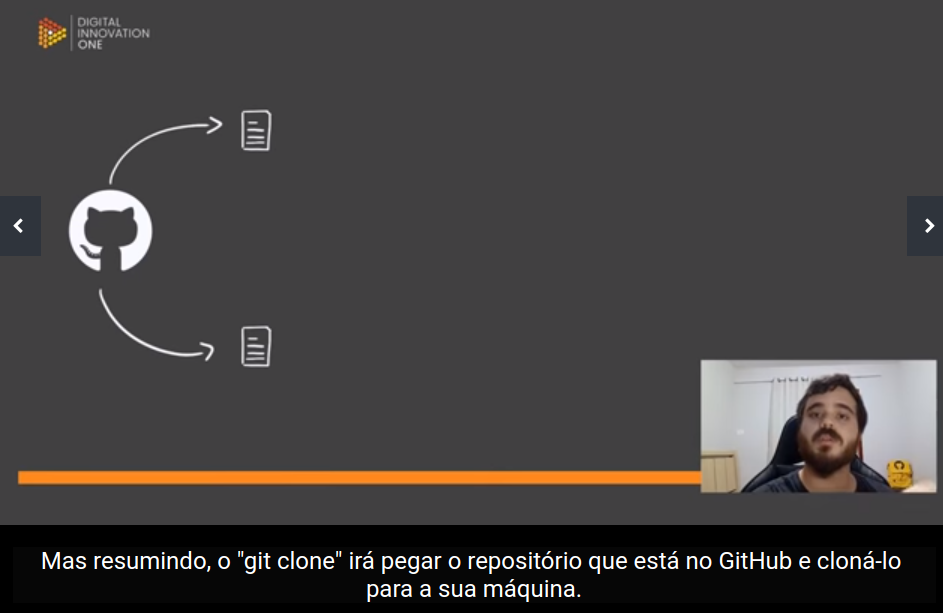 DIGITAL
INNOVATION
ONE
Mas resumindo, o "git clone" irá pegar o repositório que está no GitHub e cloná-lo
para a sua máquina.